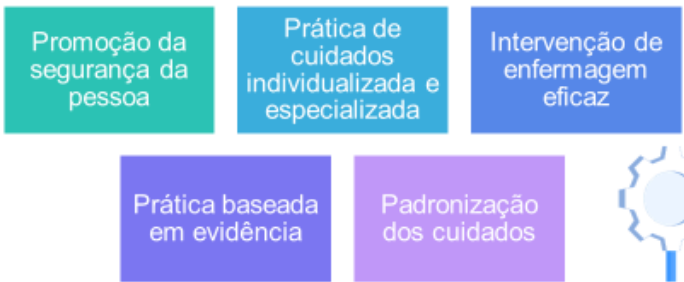 Promoção da
segurança da
pessoa
Prática de
cuidados
individualizada e
especializada
Intervenção de
enfermagem
eficaz
Prática baseada
em evidência
Padronização
dos cuidados